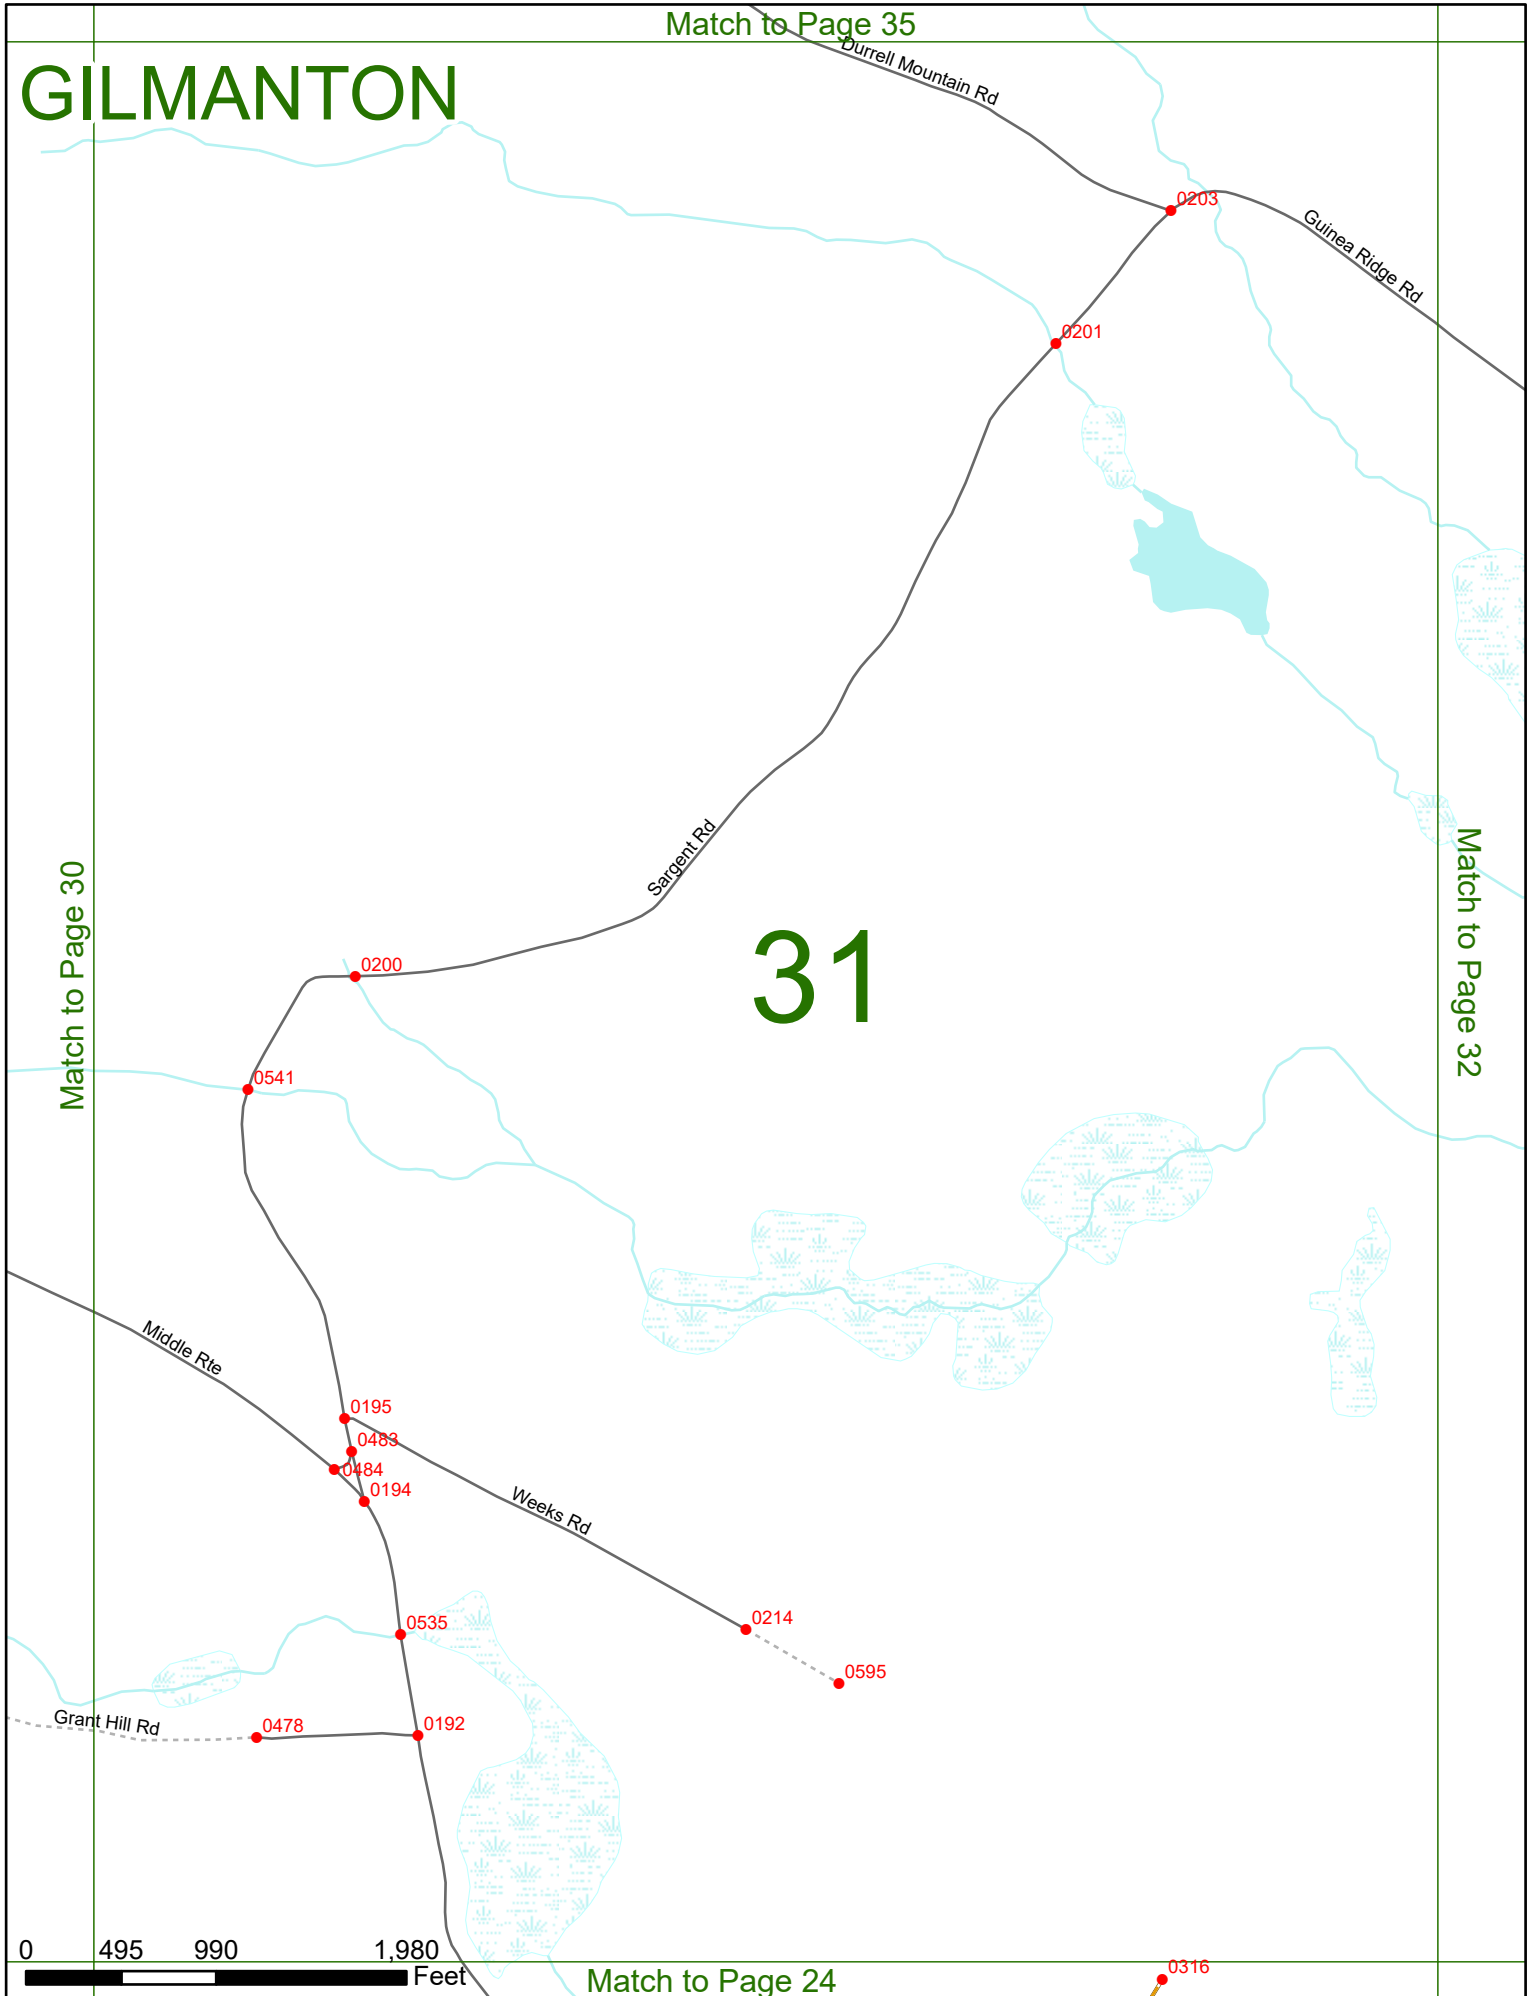 Match to Page 35
GILMANTON
Durrell Mountain Rd
0203
Guinea Ridge Rd
0201
Sargent Rd
Match to Page 30
31
Match to Page 32
0200
0541
Middle Rte
0195
0483
0484
0194
Weeks Rd
0535
0214
0595
Grant Hill Rd
0478
0192
0 495 990 1,980
Feet
Match to Page 24
0316